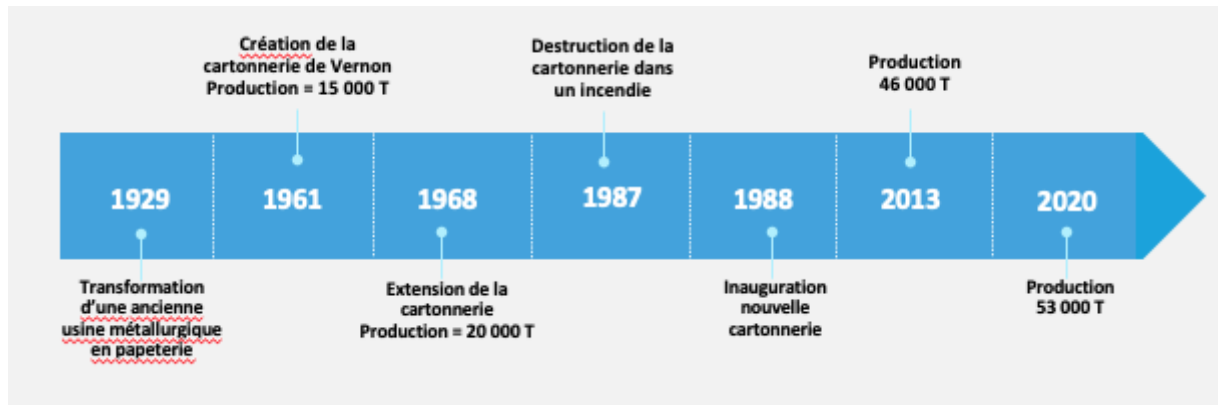 Création de la
cartonnerie de Vernon
Production = 15 000 T
Destruction de la
cartonnerie dans
un incendie
Production
46 000 T
1929
1961
1968
1987
1988
2013
2020
Transformation
d'une ancienne
usine métallurgique
en papeterie
Extension de la
cartonnerie
Production = 20 000 T
Inauguration
nouvelle
cartonnerie
Production
53 000 T